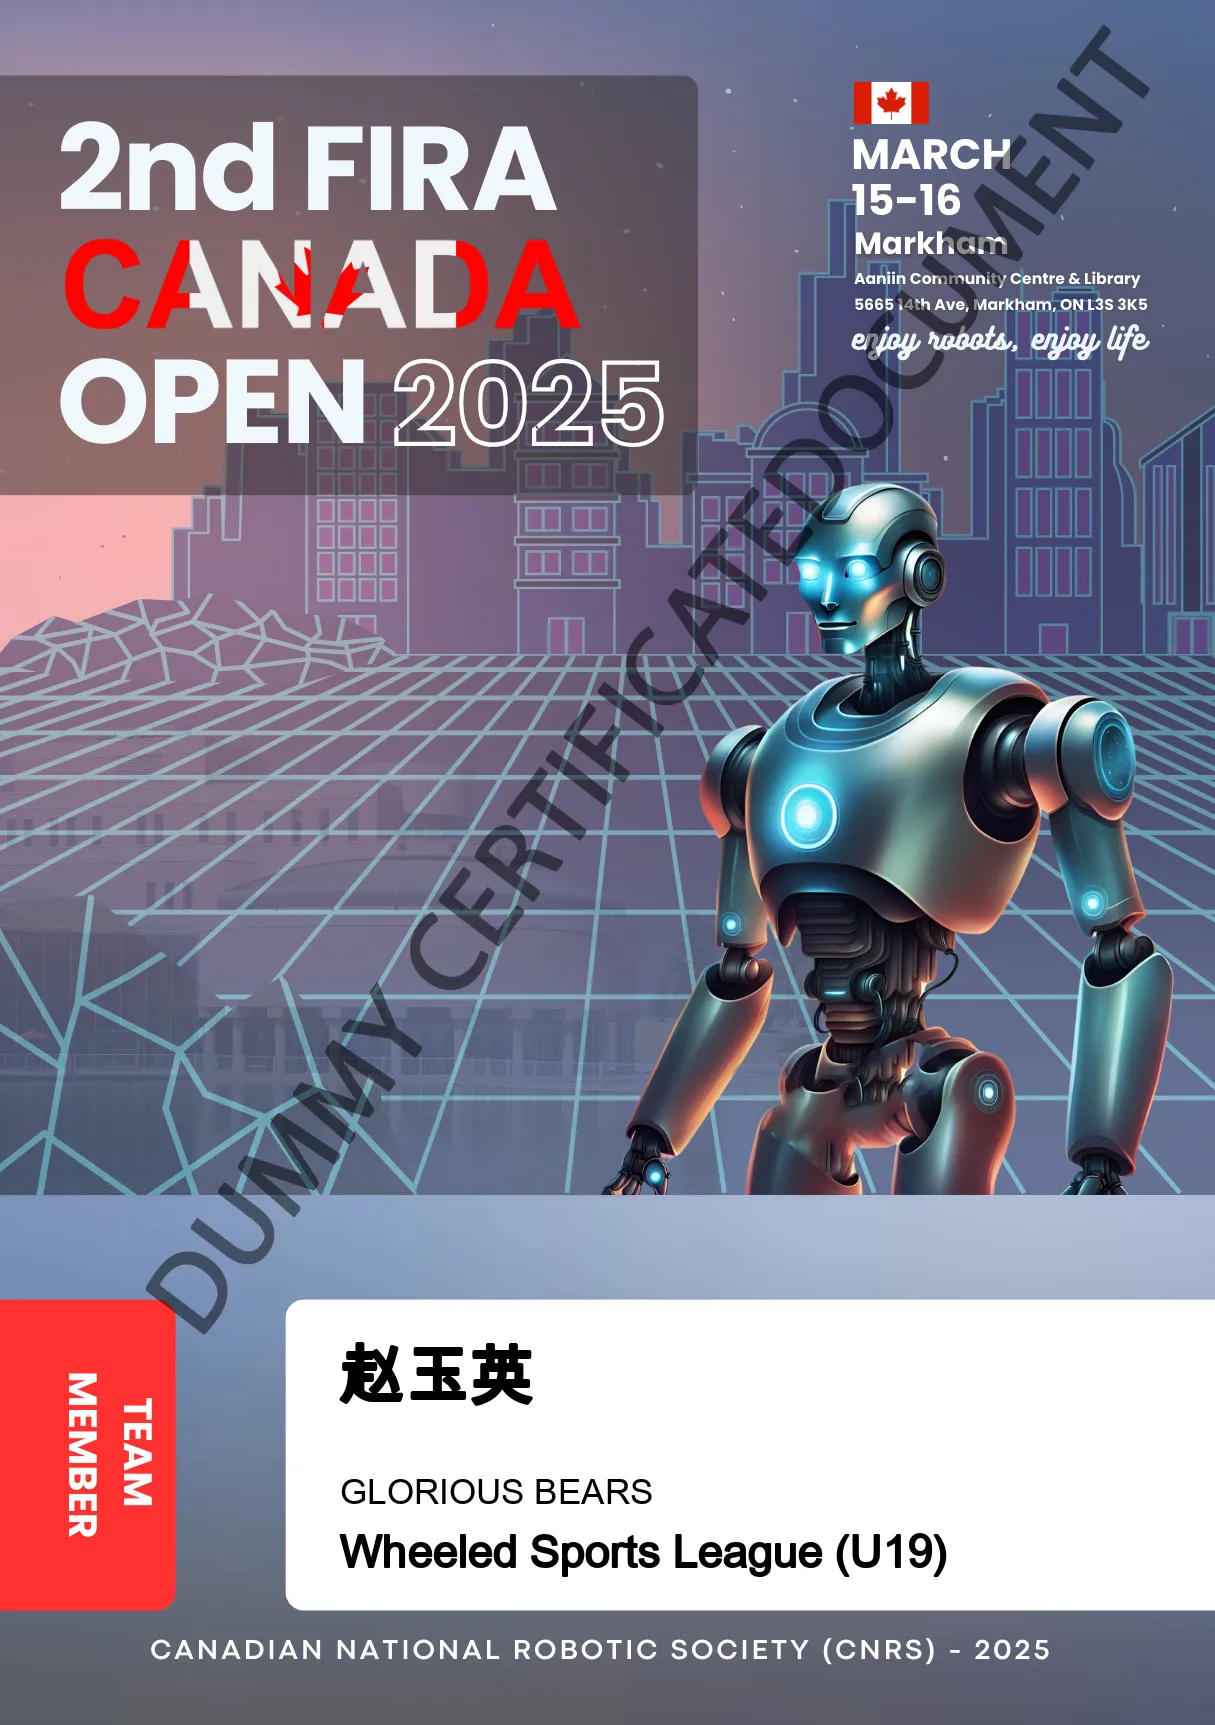 2nd FIRA
CANADA
OPEN 2025
MARCH
15-16
Markham
Aaniin Community Centre & Library
5665 14th Ave, Markham, ON L3S 3K5
enjoy robots, enjoy life
DUMMY CERTIFICATEDOCUMENT
TEAM
MEMBER
赵玉英
GLORIOUS BEARS
Wheeled Sports League (U19)
CANADIAN NATIONAL ROBOTIC SOCIETY (CNRS) - 2025